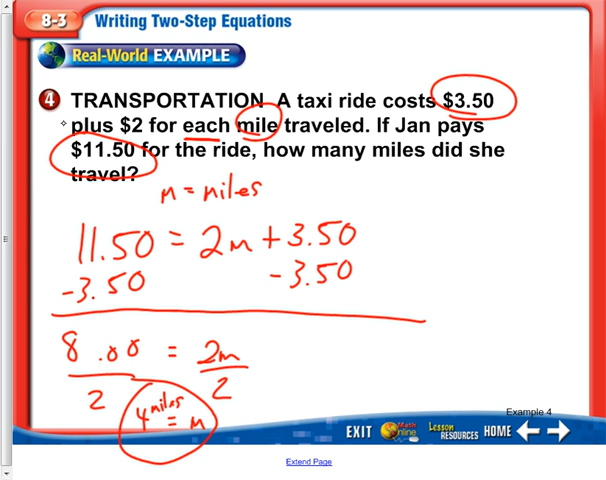 8-3 Writing Two-Step Equations
Real-World EXAMPLE
4 TRANSPORTATION A taxi ride costs $3.50
plus $2 for each mile traveled. If Jan pays
$11.50 for the ride, how many miles did she
travel?
m = miles
11.50 = 2m + 3.50
-3.50 -3.50
8.00 = 2m
2 2
4 miles = m
Example 4
EXIT Math Online Lesson RESOURCES HOME
Extend Page